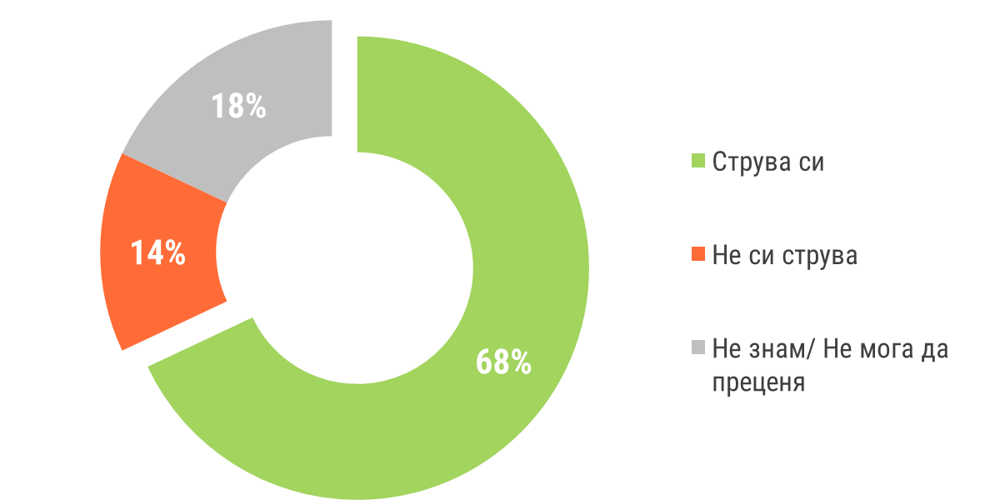 18%
14%
68%
Струва си
Не си струва
Не знам/ Не мога да
преценя